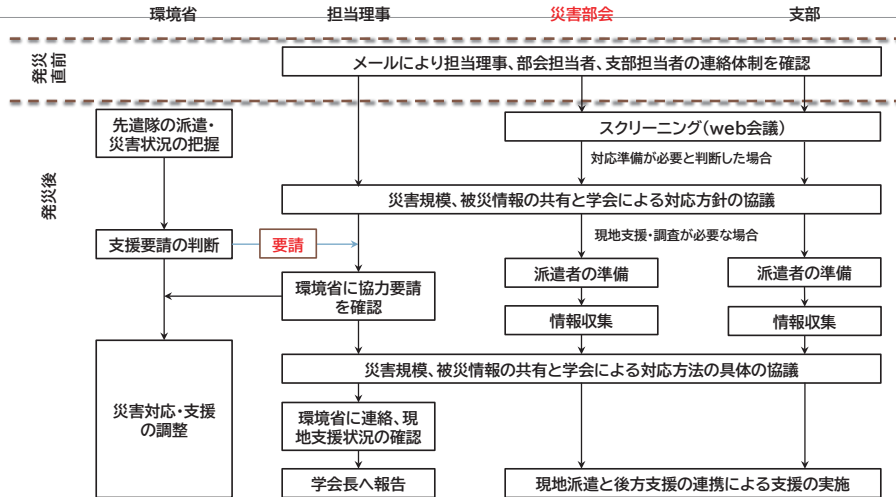 環境省
担当理事
災害部会
支部
発災
直前
メールにより担当理事、部会担当者、支部担当者の連絡体制を確認
発災後
先遣隊の派遣・
災害状況の把握
スクリーニング(web会議)
対応準備が必要と判断した場合
災害規模、被災情報の共有と学会による対応方針の協議
支援要請の判断
要請
現地支援・調査が必要な場合
環境省に協力要請
を確認
派遣者の準備
派遣者の準備
情報収集
情報収集
災害規模、被災情報の共有と学会による対応方法の具体の協議
災害対応・支援
の調整
環境省に連絡、現
地支援状況の確認
学会長へ報告
現地派遣と後方支援の連携による支援の実施